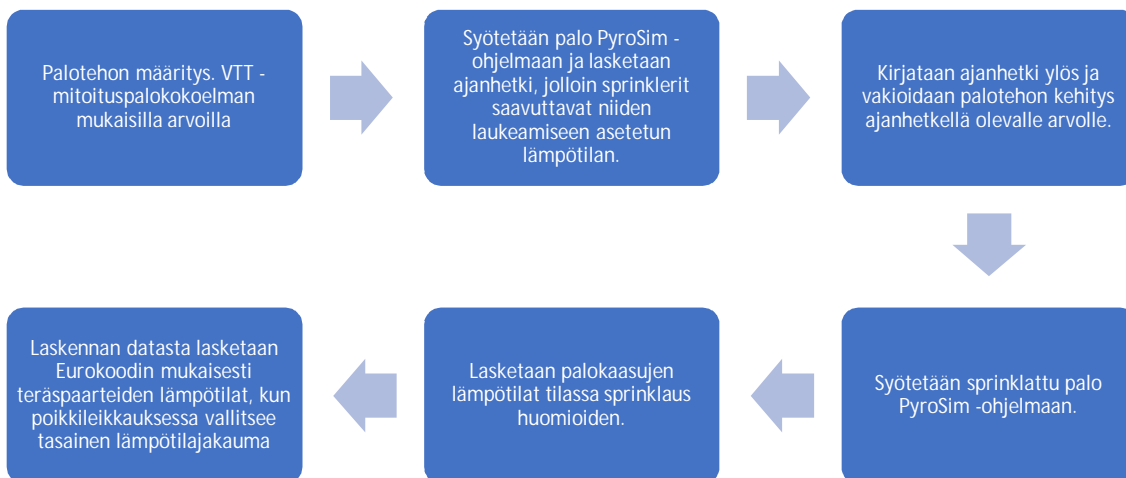 Palotehon määritys. VTT -
mitoituspalokokoelman
mukaisilla arvoilla
Syötetään palo PyroSim -
ohjelmaan ja lasketaan
ajanhetki, jolloin sprinklerit
saavuttavat niiden
laukeamiseen asetetun
lämpötilan.
Kirjataan ajanhetki ylös ja
vakioidaan palotehon kehitys
ajanhetkellä olevalle arvolle.
Syötetään sprinklattu palo
PyroSim -ohjelmaan.
Lasketaan palokaasujen
lämpötilat tilassa sprinklaus
huomioiden.
Laskennan datasta lasketaan
Eurokoodin mukaisesti
teräspaarteiden lämpötilat, kun
poikkileikkauksessa vallitsee
tasainen lämpötilajakauma